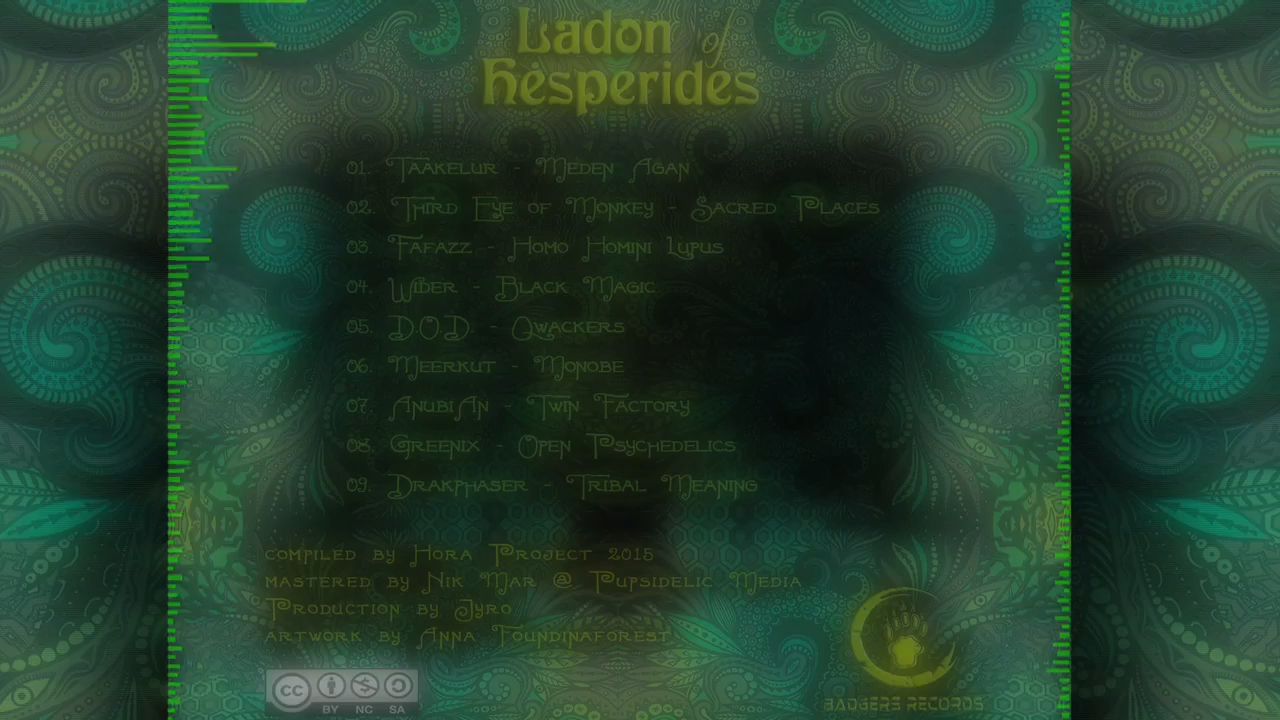 Ladon of
Hesperides
01. Taakelur - Meden Agan
02. Third Eye of Monkey - Sacred Places
03. Fafazz - Homo Homini Lupus
04. Wider - Black Magic
05. D.O.D. - Qwackers
06. Meerkut - Monobe
07. AnubiAn - Twin Factory
08. Greenix - Open Psychedelics
09. Drakphaser - Tribal Meaning
compiled by Hora Project 2015
mastered by Nik Mar @ Pupsidelic Media
Production by Jyro
artwork by Anna Toundinaforest
cc BY NC SA
BADGERS RECORDS